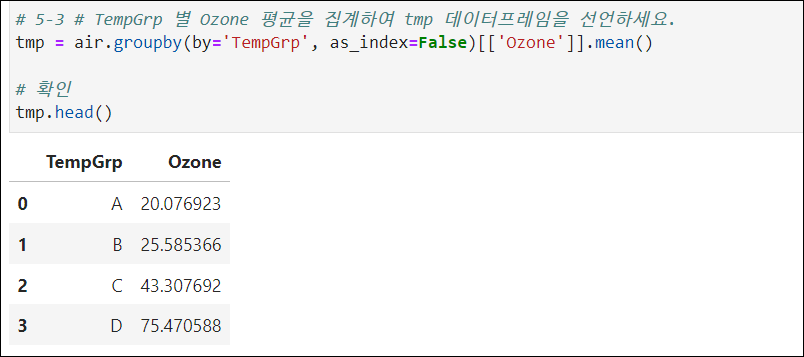 # 5-3 # TempGrp 별 Ozone 평균을 집계하여 tmp 데이터프레임을 선언하세요.
tmp = air.groupby(by='TempGrp', as_index=False)[['Ozone']].mean()
# 확인
tmp.head()
TempGrp Ozone
0 A 20.076923
1 B 25.585366
2 C 43.307692
3 D 75.470588